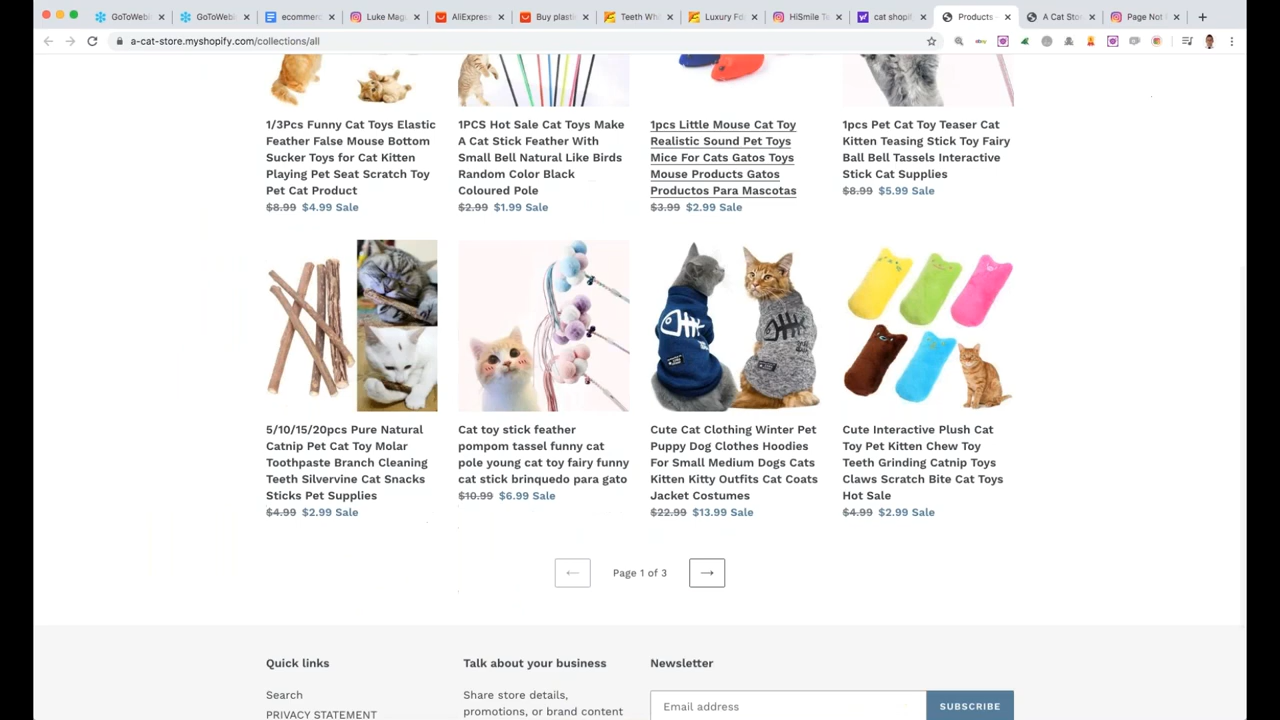 GoToWebi
GoToWebi
ecommer
Luke Mag
AliExpres
Buy plasti
Teeth Wh
Luxury Fo
HiSmile T
cat shopif
Products
A Cat Sto
Page Not
a-cat-store.myshopify.com/collections/all
1/3Pcs Funny Cat Toys Elastic
Feather False Mouse Bottom
Sucker Toys for Cat Kitten
Playing Pet Seat Scratch Toy
Pet Cat Product
$8.99 $4.99 Sale
1PCS Hot Sale Cat Toys Make
A Cat Stick Feather With
Small Bell Natural Like Birds
Random Color Black
Coloured Pole
$2.99 $1.99 Sale
1pcs Little Mouse Cat Toy
Realistic Sound Pet Toys
Mice For Cats Gatos Toys
Mouse Products Gatos
Productos Para Mascotas
$3.99 $2.99 Sale
1pcs Pet Cat Toy Teaser Cat
Kitten Teasing Stick Toy Fairy
Ball Bell Tassels Interactive
Stick Cat Supplies
$8.99 $5.99 Sale
5/10/15/20pcs Pure Natural
Catnip Pet Cat Toy Molar
Toothpaste Branch Cleaning
Teeth Silvervine Cat Snacks
Sticks Pet Supplies
$4.99 $2.99 Sale
Cat toy stick feather
pompom tassel funny cat
pole young cat toy fairy funny
cat stick brinquedo para gato
$10.99 $6.99 Sale
Cute Cat Clothing Winter Pet
Puppy Dog Clothes Hoodies
For Small Medium Dogs Cats
Kitten Kitty Outfits Cat Coats
Jacket Costumes
$22.99 $13.99 Sale
Cute Interactive Plush Cat
Toy Pet Kitten Chew Toy
Teeth Grinding Catnip Toys
Claws Scratch Bite Cat Toys
Hot Sale
$4.99 $2.99 Sale
← Page 1 of 3 →
Quick links
Search
PRIVACY STATEMENT
Talk about your business
Share store details,
promotions, or brand content
Newsletter
Email address
SUBSCRIBE